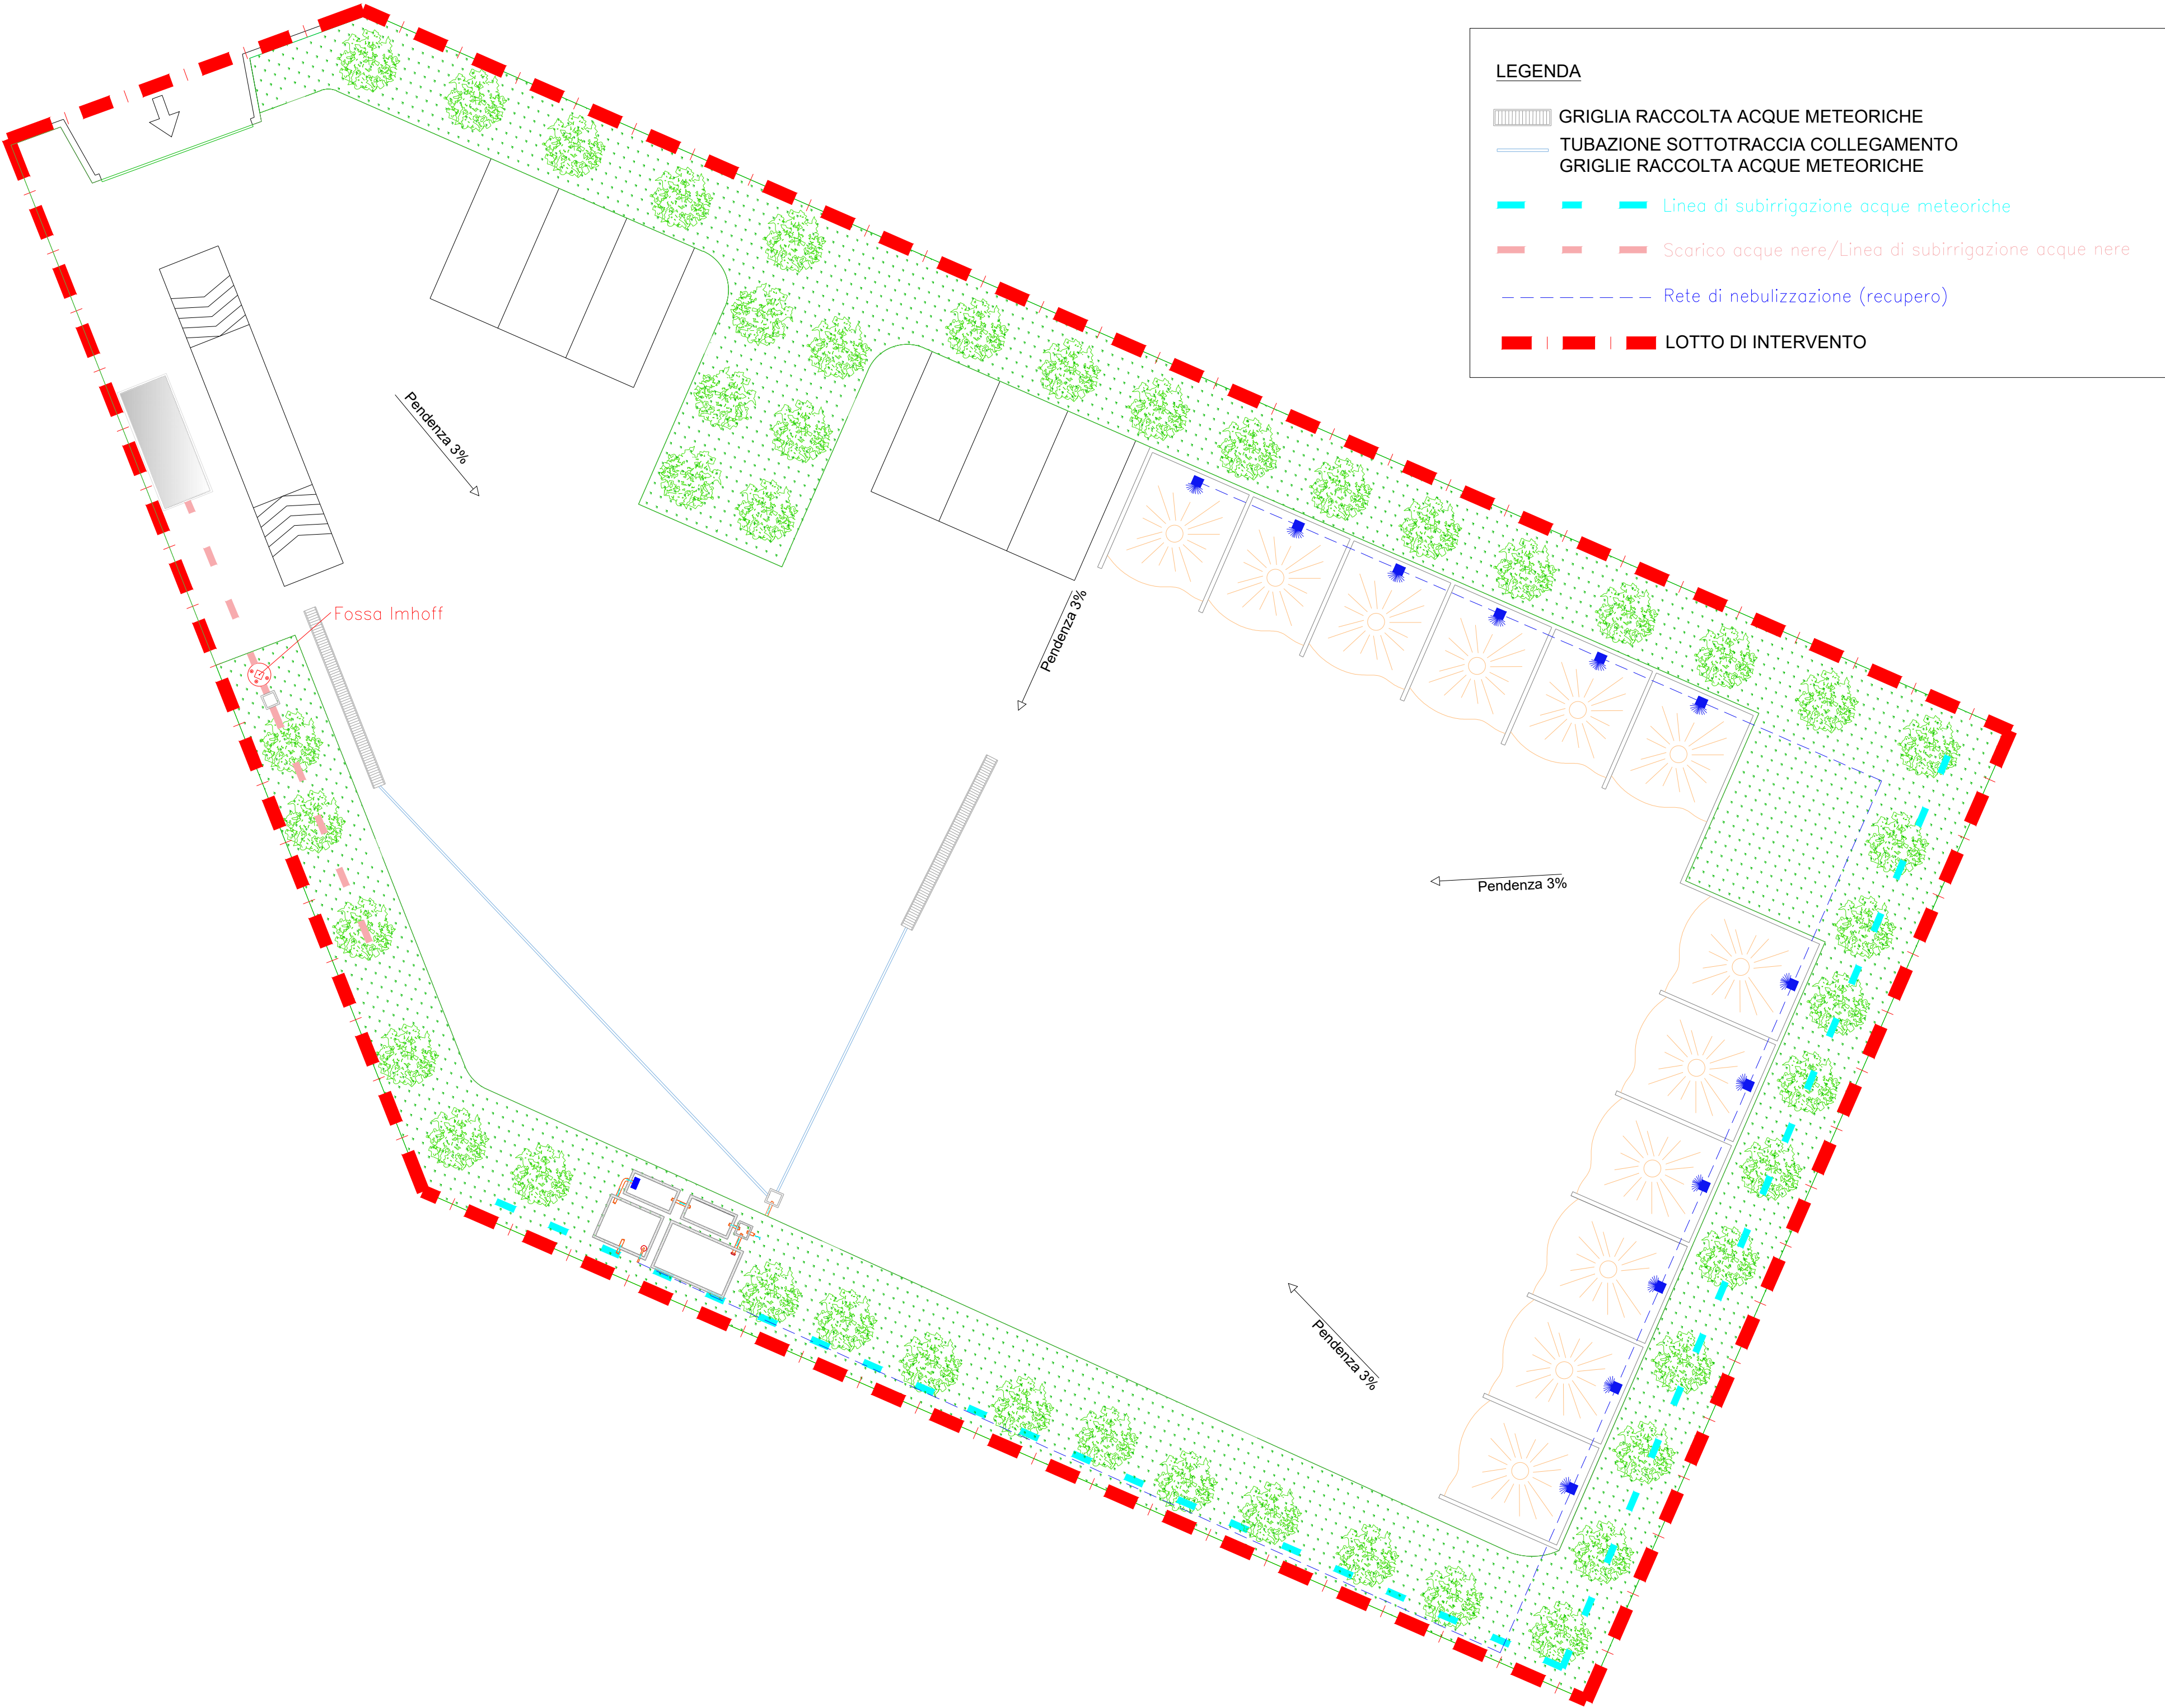 LEGENDA
GRIGLIA RACCOLTA ACQUE METEORICHE
TUBAZIONE SOTTOTRACCIA COLLEGAMENTO
GRIGLIE RACCOLTA ACQUE METEORICHE
Linea di subirrigazione acque meteoriche
Scarico acque nere/Linea di subirrigazione acque nere
Rete di nebulizzazione (recupero)
LOTTO DI INTERVENTO
Pendenza 3%
Fossa Imhoff
Pendenza 3%
Pendenza 3%
Pendenza 3%